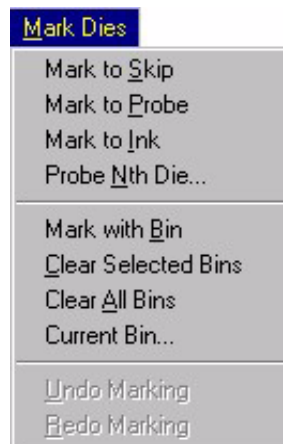 Mark Dies
Mark to Skip
Mark to Probe
Mark to Ink
Probe Nth Die...
Mark with Bin
Clear Selected Bins
Clear All Bins
Current Bin...
Undo Marking
Redo Marking